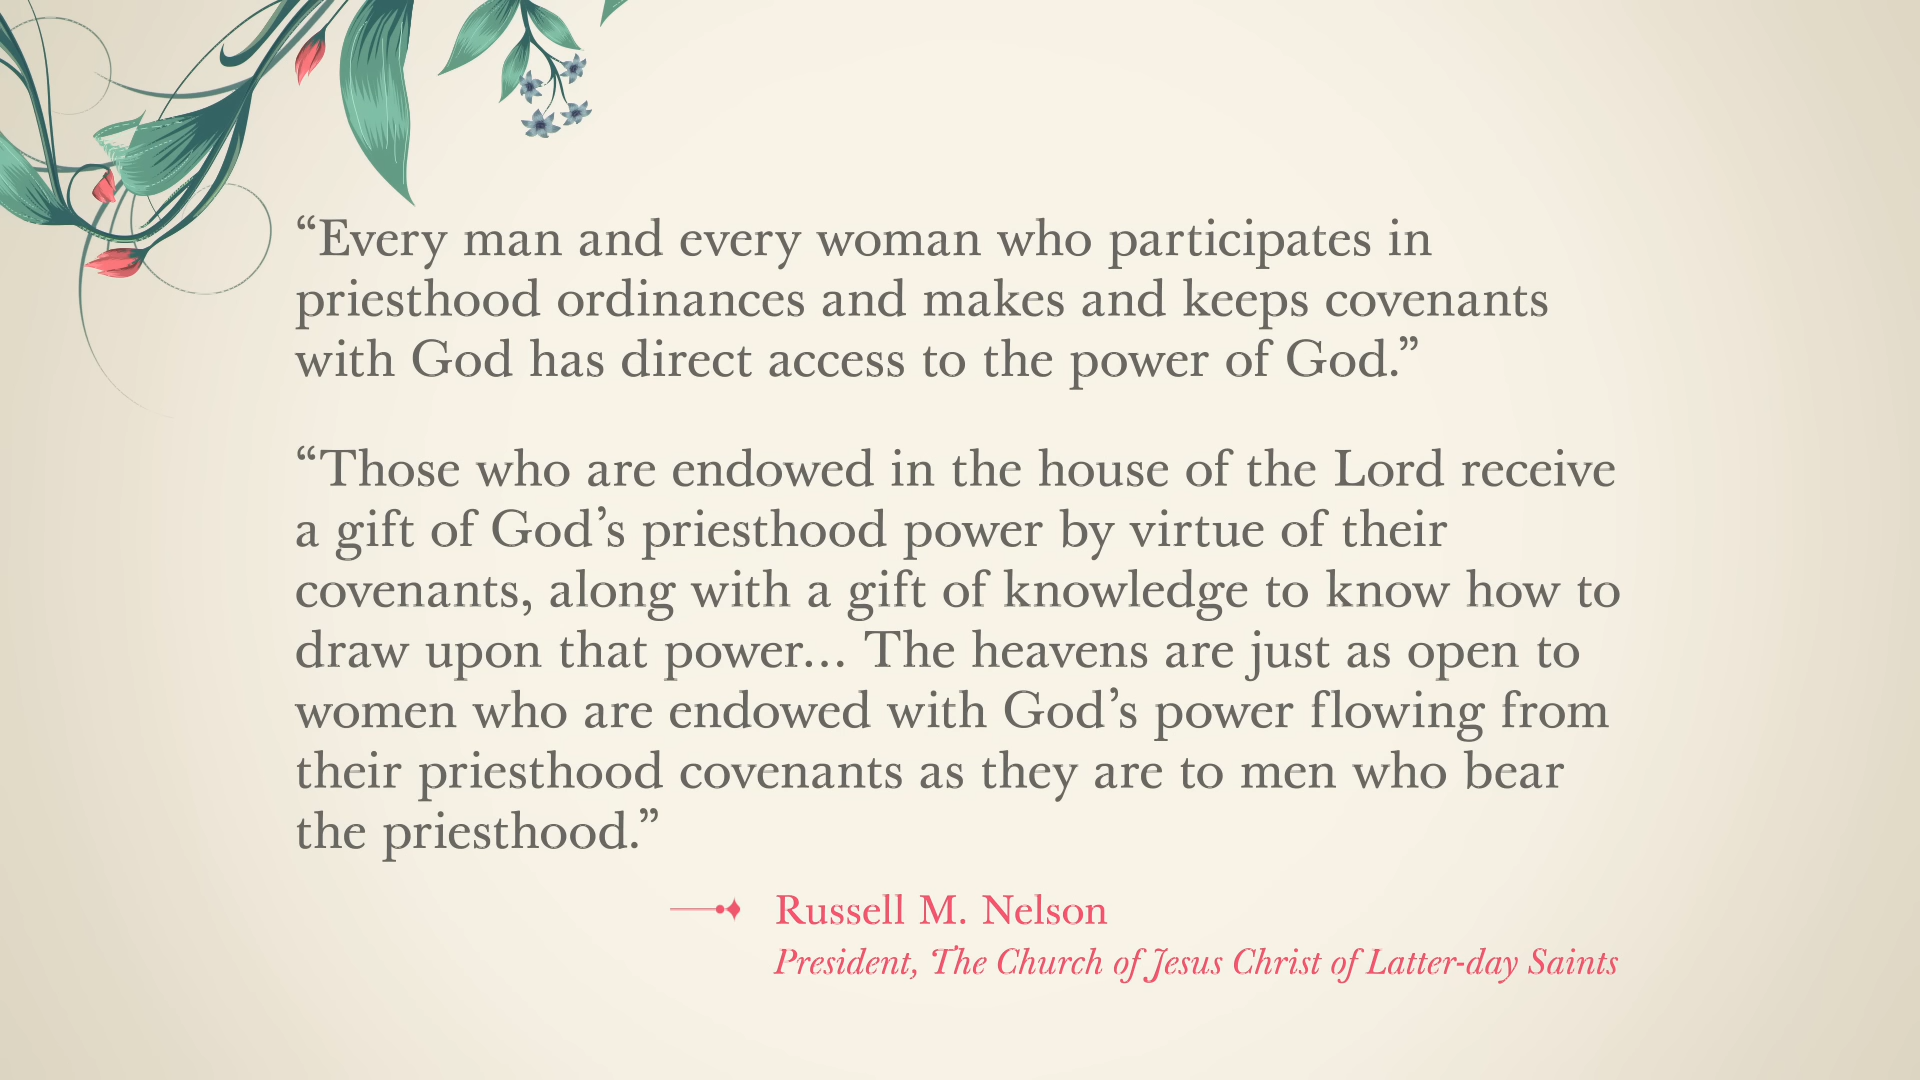 “Every man and every woman who participates in
priesthood ordinances and makes and keeps covenants
with God has direct access to the power of God.”
“Those who are endowed in the house of the Lord receive
a gift of God’s priesthood power by virtue of their
covenants, along with a gift of knowledge to know how to
draw upon that power... The heavens are just as open to
women who are endowed with God’s power flowing from
their priesthood covenants as they are to men who bear
the priesthood.”
Russell M. Nelson
President, The Church of Jesus Christ of Latter-day Saints